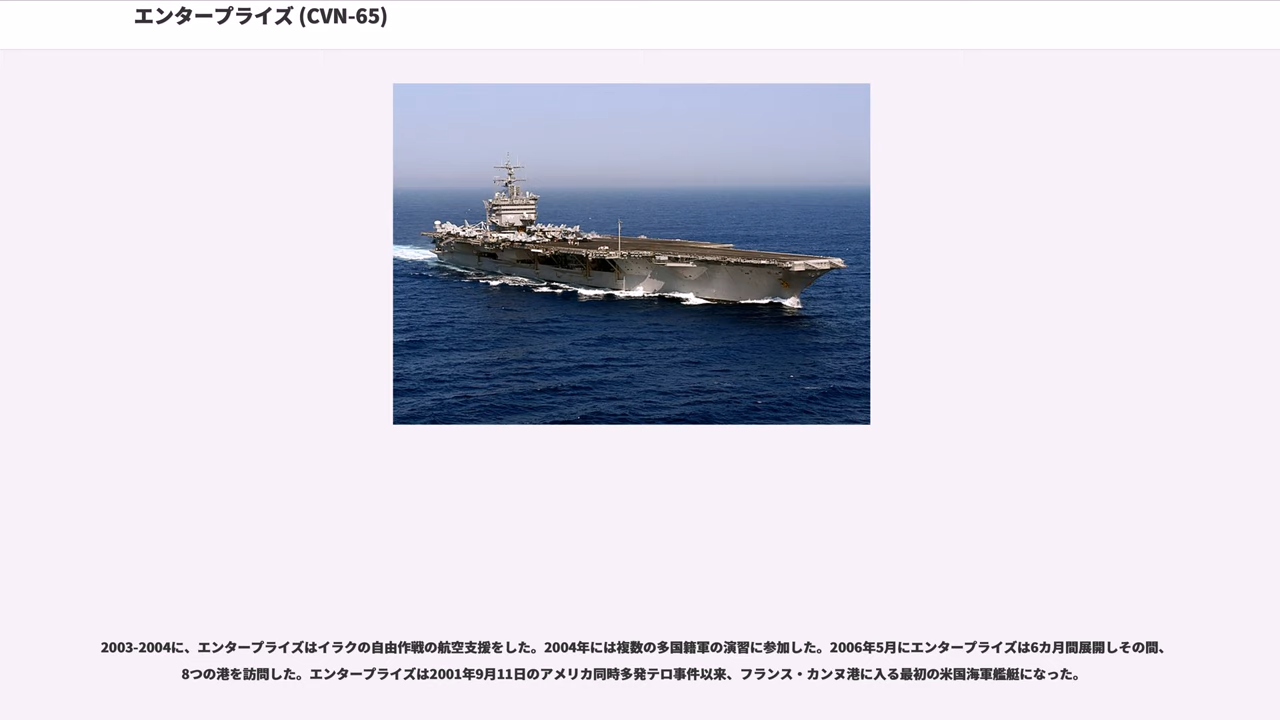 エンタープライズ (CVN-65)
2003-2004に、エンタープライズはイラクの自由作戦の航空支援をした。2004年には複数の多国籍軍の演習に参加した。2006年5月にエンタープライズは6カ月間展開しその間、
8つの港を訪問した。エンタープライズは2001年9月11日のアメリカ同時多発テロ事件以来、フランス・カンヌ港に入る最初の米国海軍艦艇になった。